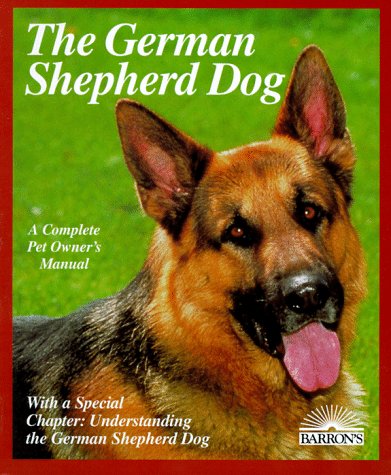 The German
Shepherd Dog
A Complete
Pet Owner's
Manual
With a Special
Chapter: Understanding
the German Shepherd Dog
BARRON'S